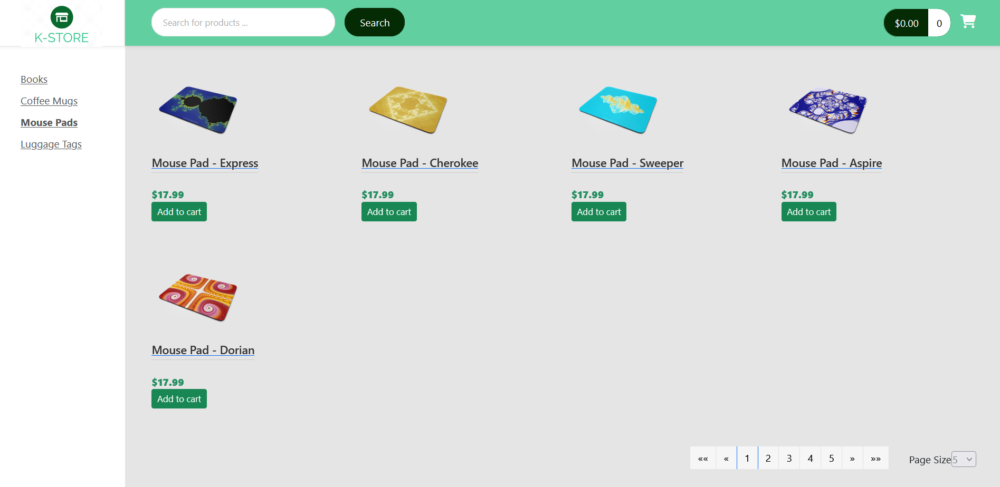 K-STORE
Search for products ...
Search
$0.00 0
Books
Coffee Mugs
Mouse Pads
Luggage Tags
Mouse Pad - Express
$17.99
Add to cart
Mouse Pad - Cherokee
$17.99
Add to cart
Mouse Pad - Sweeper
$17.99
Add to cart
Mouse Pad - Aspire
$17.99
Add to cart
Mouse Pad - Dorian
$17.99
Add to cart
«« « 1 2 3 4 5 » »»
Page Size 5